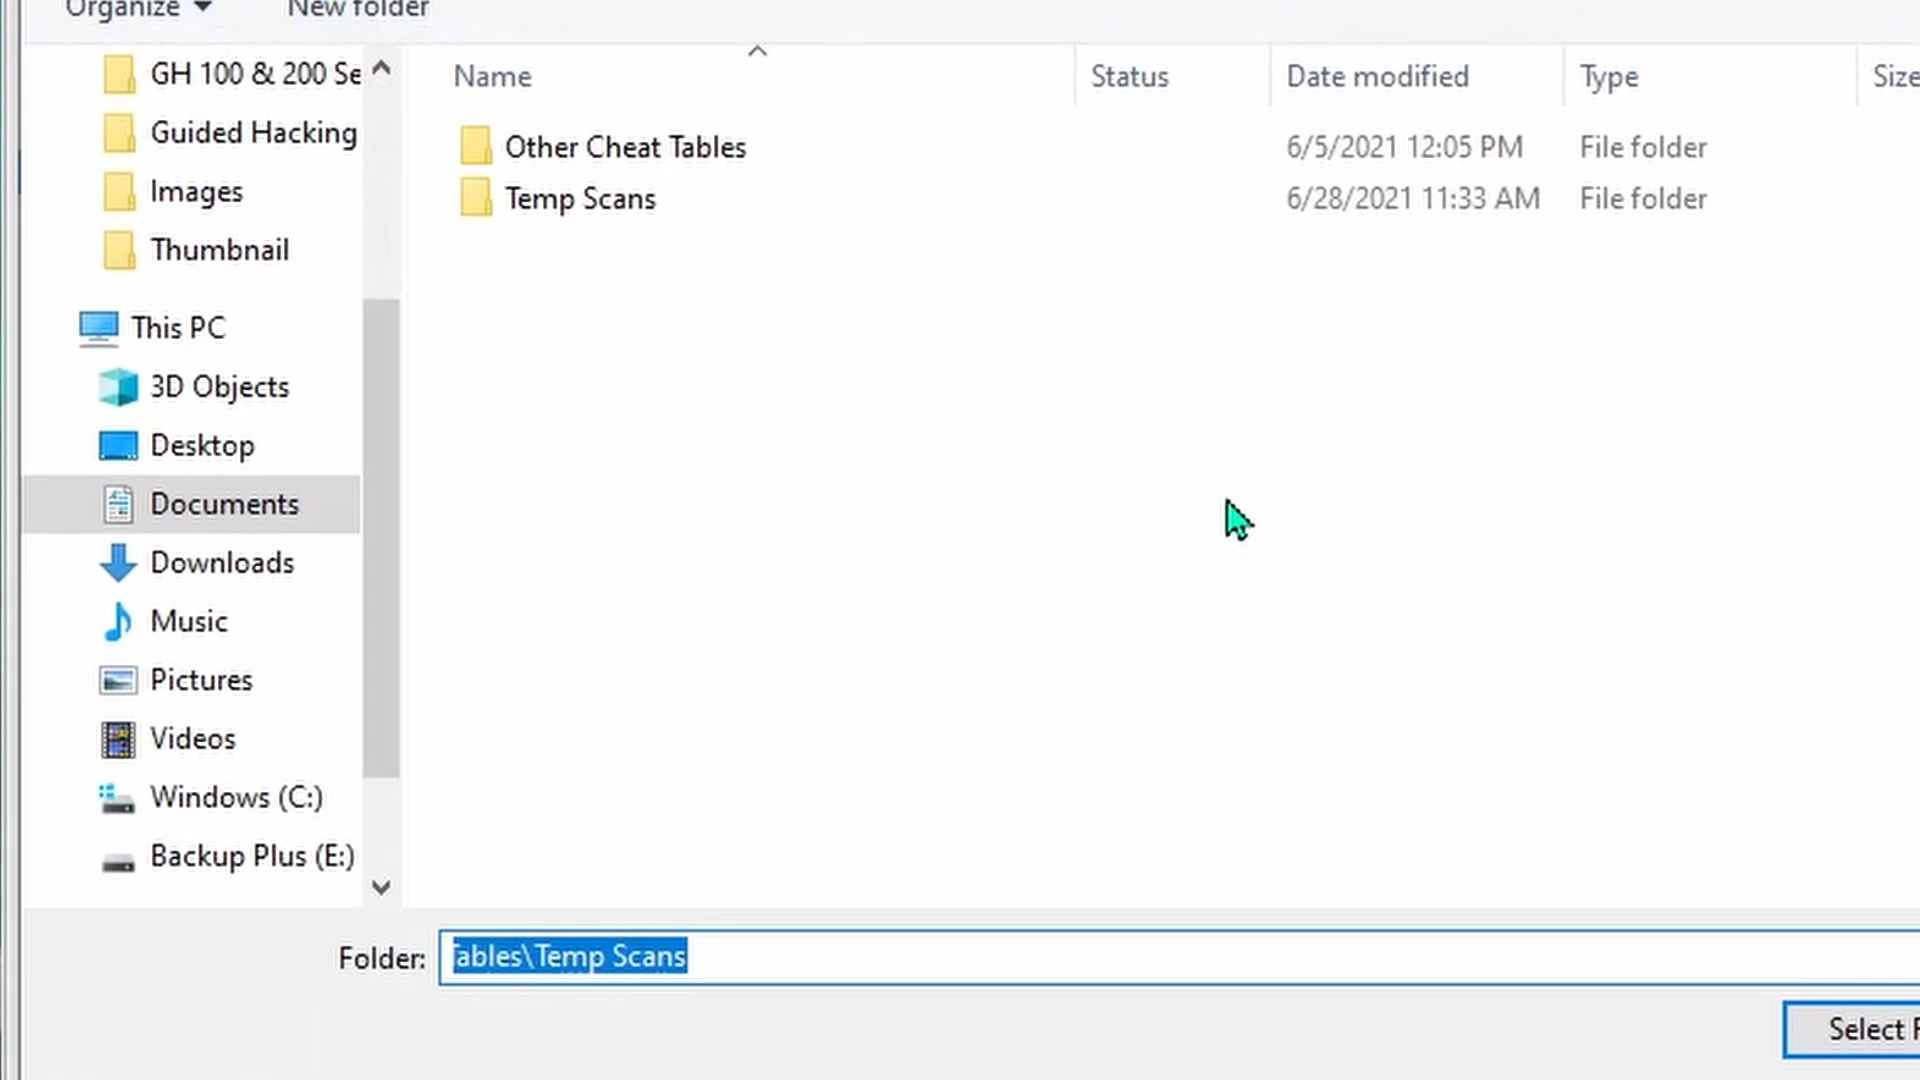 Organize New folder
GH 100 & 200 Se
Guided Hacking
Images
Thumbnail
This PC
3D Objects
Desktop
Documents
Downloads
Music
Pictures
Videos
Windows (C:)
Backup Plus (E:)
Name Status Date modified Type Size
Other Cheat Tables 6/5/2021 12:05 PM File folder
Temp Scans 6/28/2021 11:33 AM File folder
Folder: Tables\Temp Scans
Select F